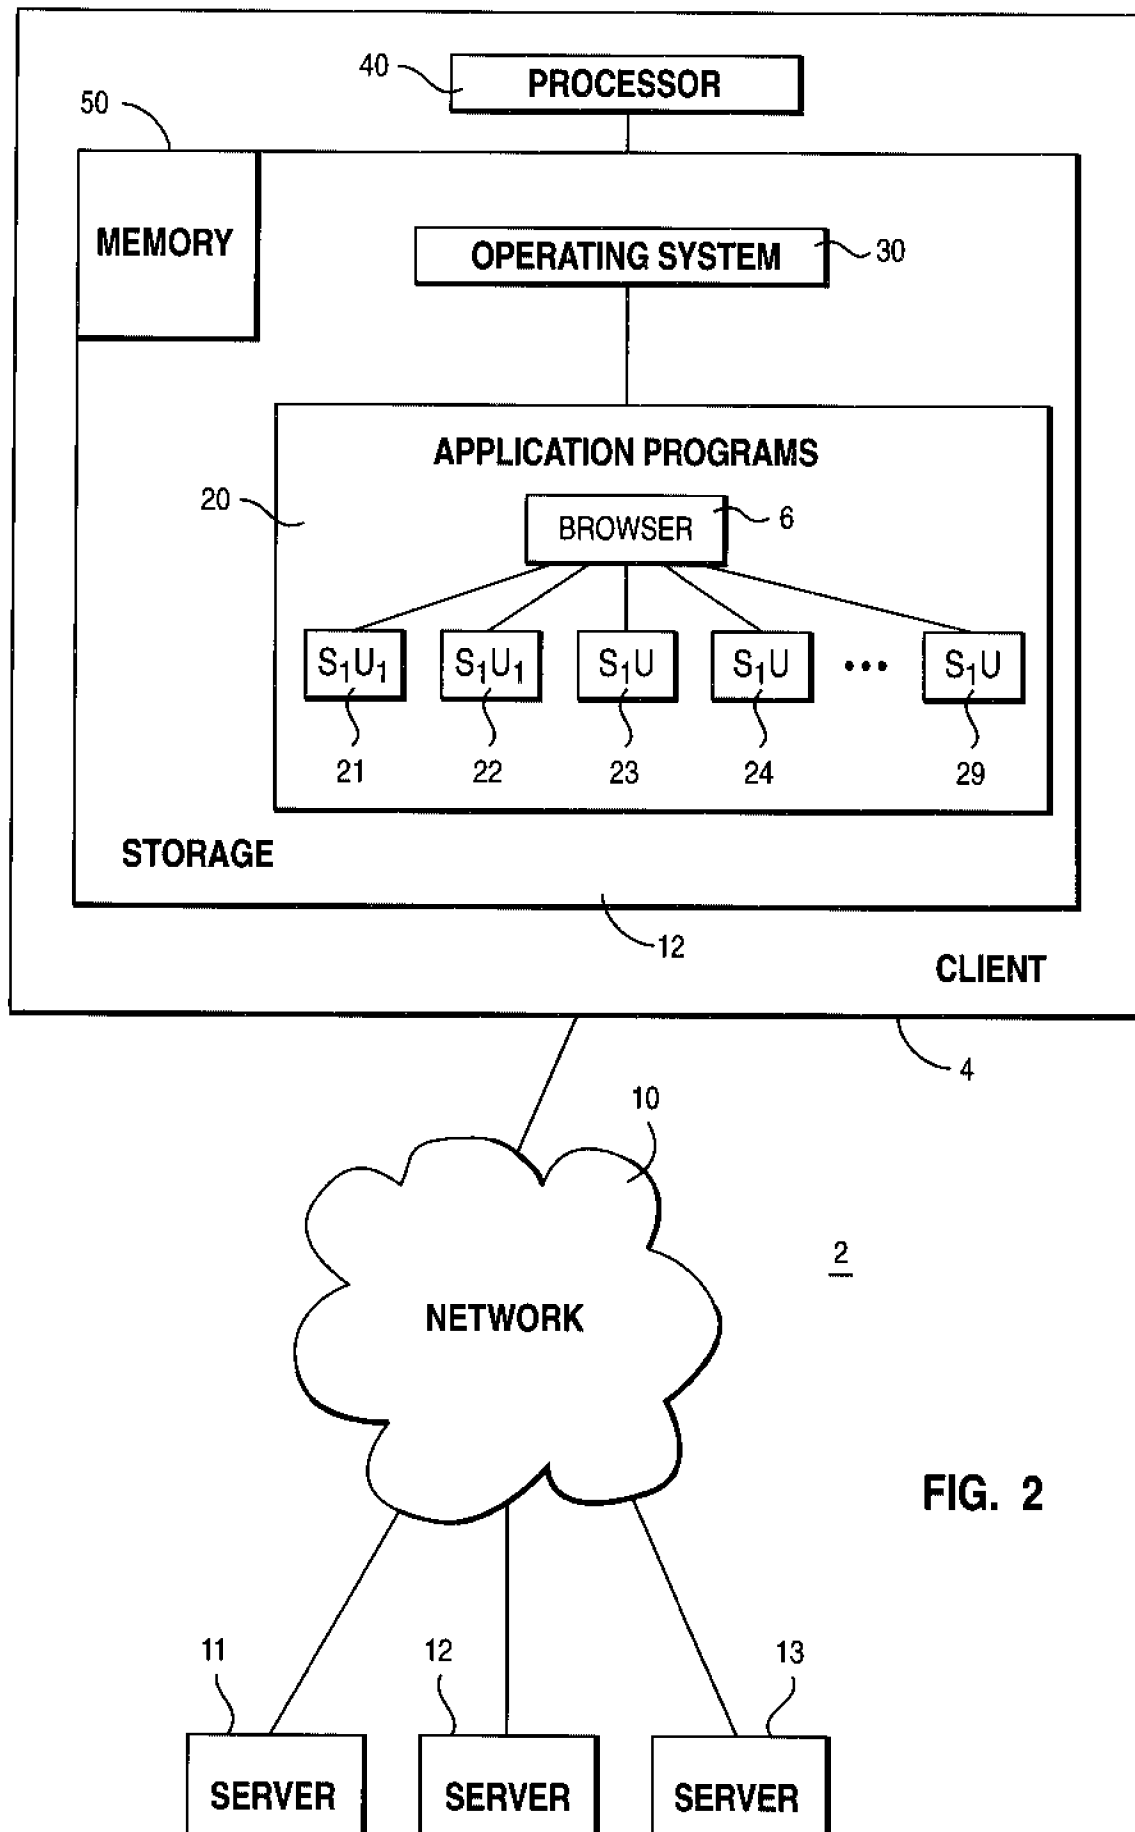 40
PROCESSOR
50
MEMORY
OPERATING SYSTEM
30
APPLICATION PROGRAMS
20
BROWSER
6
S₁U₁ S₁U₁ S₁U S₁U ••• S₁U
21 22 23 24 29
STORAGE
12
CLIENT
4
10
2
NETWORK
FIG. 2
11 12 13
SERVER SERVER SERVER